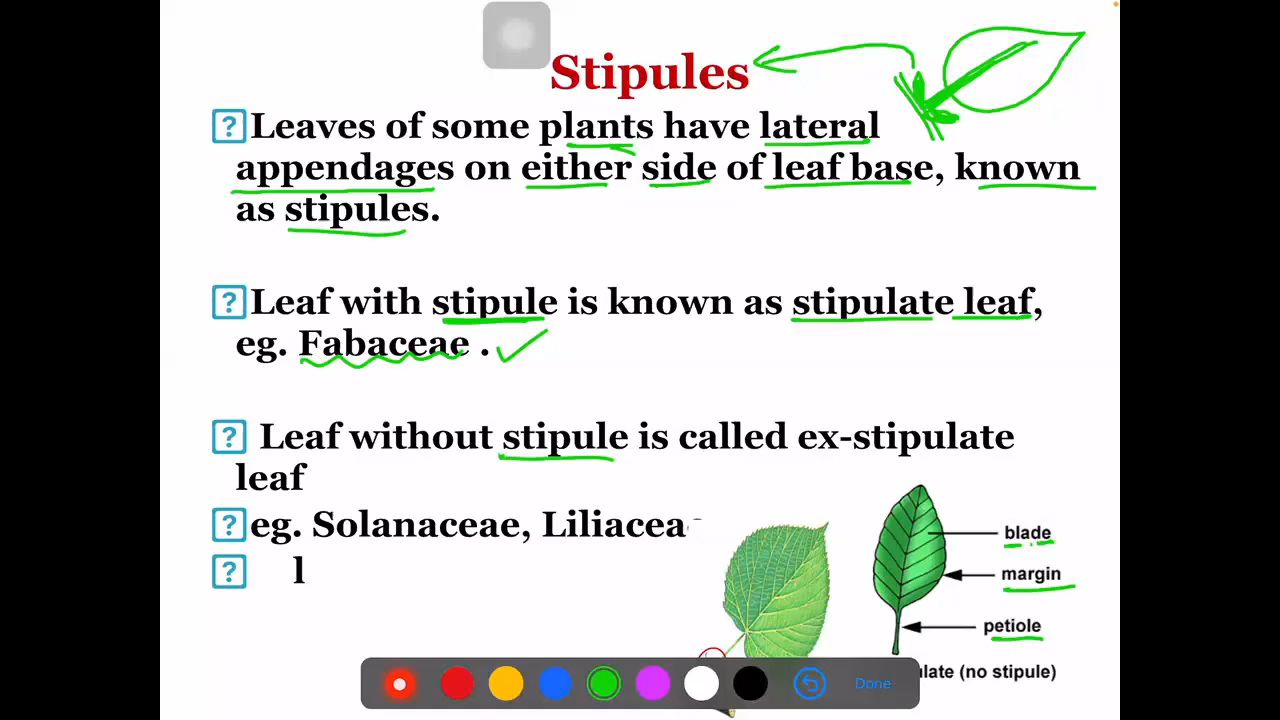 Stipules
Leaves of some plants have lateral
appendages on either side of leaf base, known
as stipules.
Leaf with stipule is known as stipulate leaf,
eg. Fabaceae .
Leaf without stipule is called ex-stipulate
leaf
eg. Solanaceae, Liliacea
l
blade
margin
petiole
ulate (no stipule)
Done